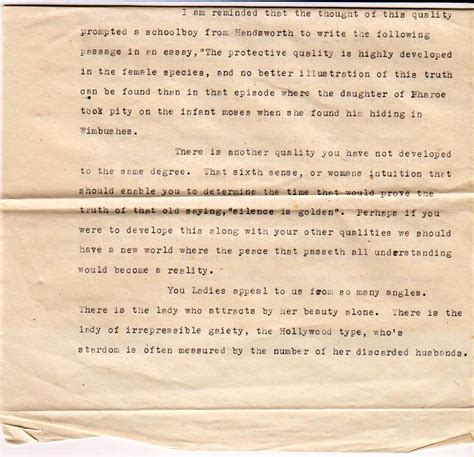 I am reminded that the thought of this quality
prompted a schoolboy from Handsworth to write the following
passage in an essay,"The protective quality is highly developed
in the female species, and no better illustration of this truth
can be found than in that episode where the daughter of Pharoe
took pity on the infant moses when she found him hiding in
Wimbushes.
There is another quality you have not developed
to the same degree. That sixth sense, or womans intuition that
should enable you to determine the time that would prove the
truth of that old saying,"silence is golden". Perhaps if you
were to develope this along with your other qualities we should
have a new world where the peace that passeth all understanding
would become a reality.
You Ladies appeal to us from so many angles.
There is the lady who attracts by her beauty alone. There is the
lady of irrepressible gaiety, the Hollywood type, who's
stardom is often measured by the number of her discarded husbands.